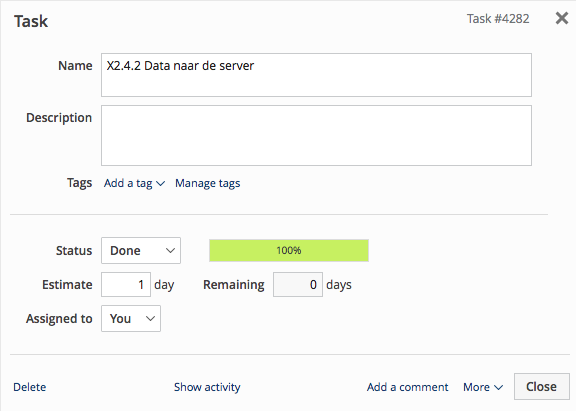 Task
Task #4282
Name X2.4.2 Data naar de server
Description
Tags Add a tag Manage tags
Status Done 100%
Estimate 1 day Remaining 0 days
Assigned to You
Delete Show activity Add a comment More Close